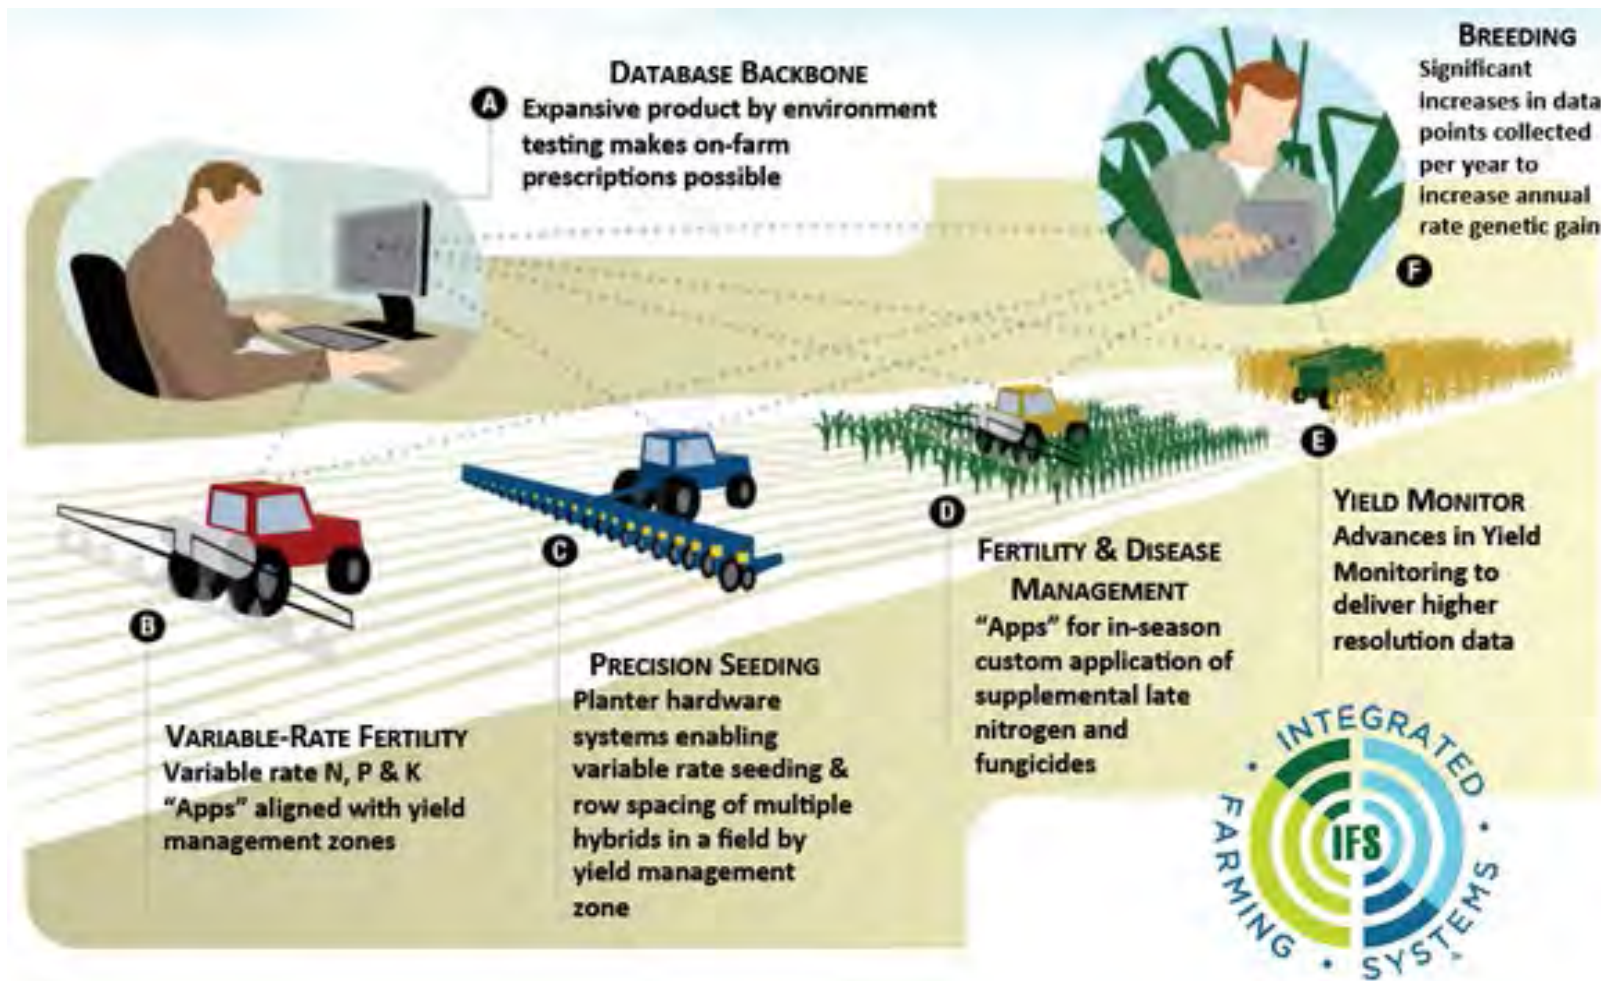 DATABASE BACKBONE
A
Expansive product by environment
testing makes on-farm
prescriptions possible
BREEDING
Significant
increases in data
points collected
per year to
increase annual
rate genetic gain
F
B
VARIABLE-RATE FERTILITY
Variable rate N, P & K
“Apps” aligned with yield
management zones
C
PRECISION SEEDING
Planter hardware
systems enabling
variable rate seeding &
row spacing of multiple
hybrids in a field by
yield management
zone
D
FERTILITY & DISEASE
MANAGEMENT
“Apps” for in-season
custom application of
supplemental late
nitrogen and
fungicides
E
YIELD MONITOR
Advances in Yield
Monitoring to
deliver higher
resolution data
INTEGRATED
FARMING
SYSTEMS
IFS